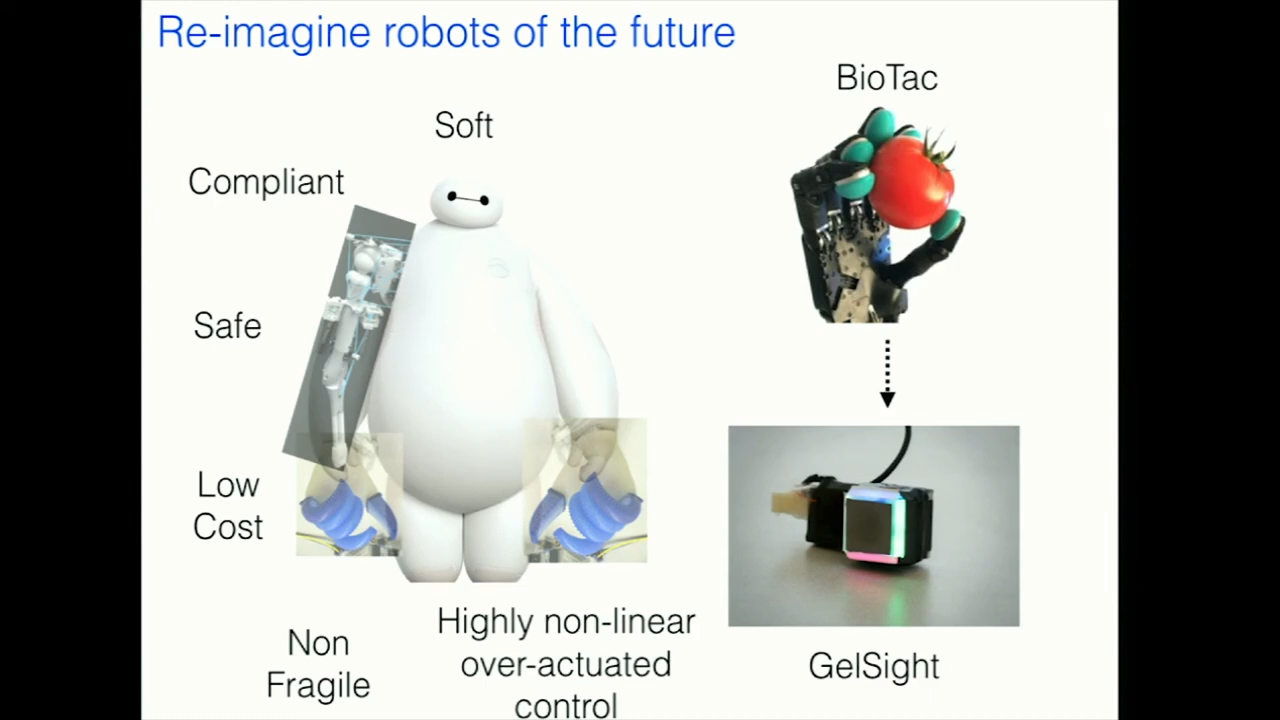 Re-imagine robots of the future
BioTac
Soft
Compliant
Safe
Low
Cost
Non
Fragile
Highly non-linear
over-actuated
control
GelSight